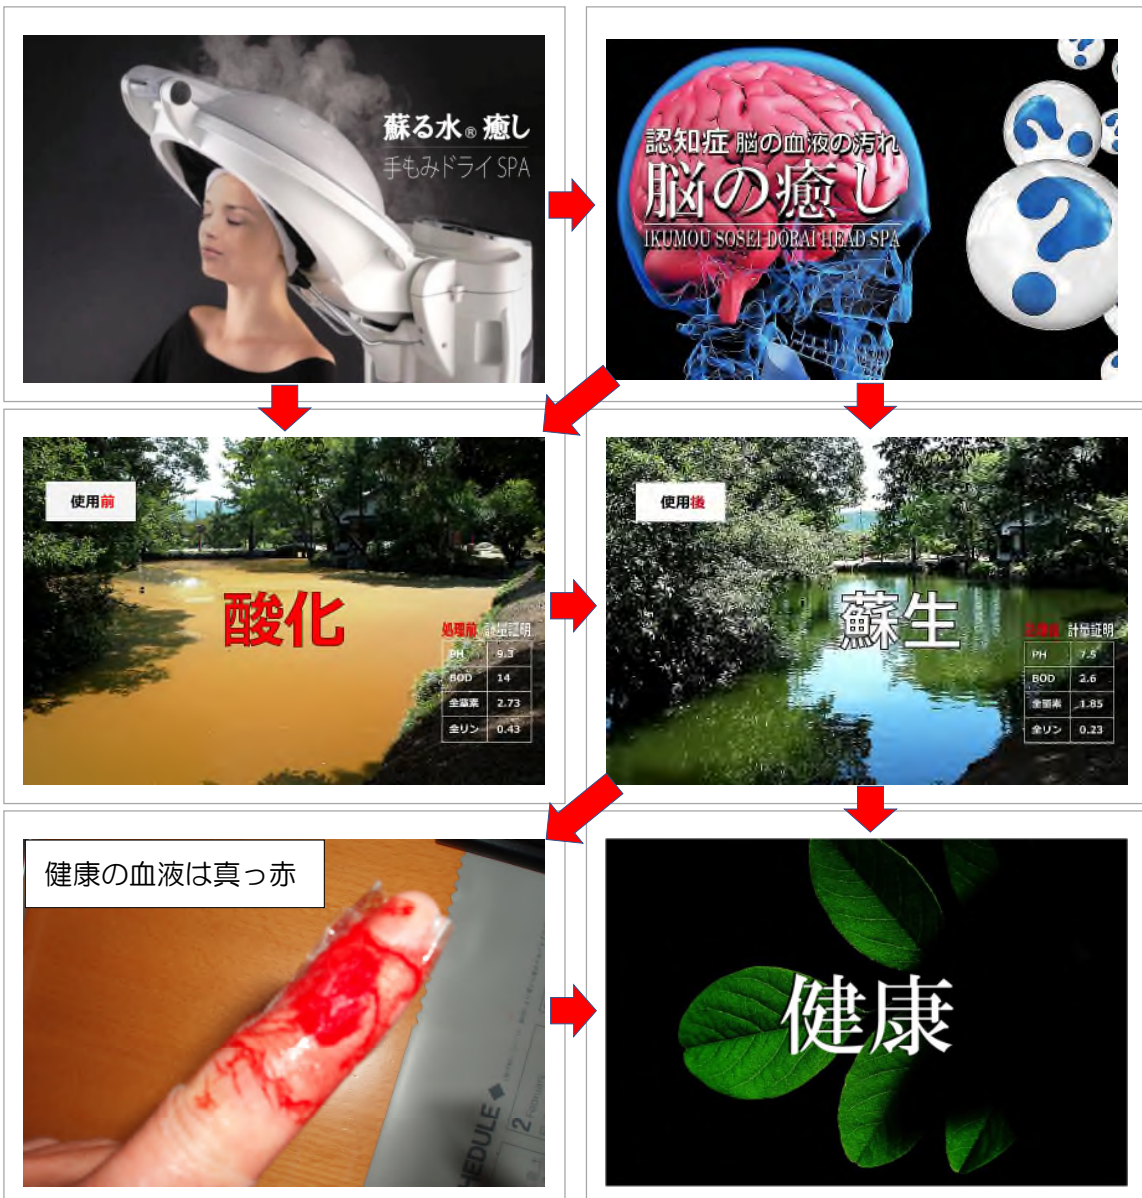 蘇る水® 癒し
手もみドライSPA
認知症 脳の血液の汚れ
脳の癒し
IKUMOU SOSEI DORAI HEAD SPA
使用前
酸化
処理前 計量証明
PH 9.3
BOD 14
全窒素 2.73
全リン 0.43
使用後
蘇生
計量証明
PH 7.5
BOD 2.6
全窒素 1.85
全リン 0.23
健康の血液は真っ赤
HEDULE◆
2
健康